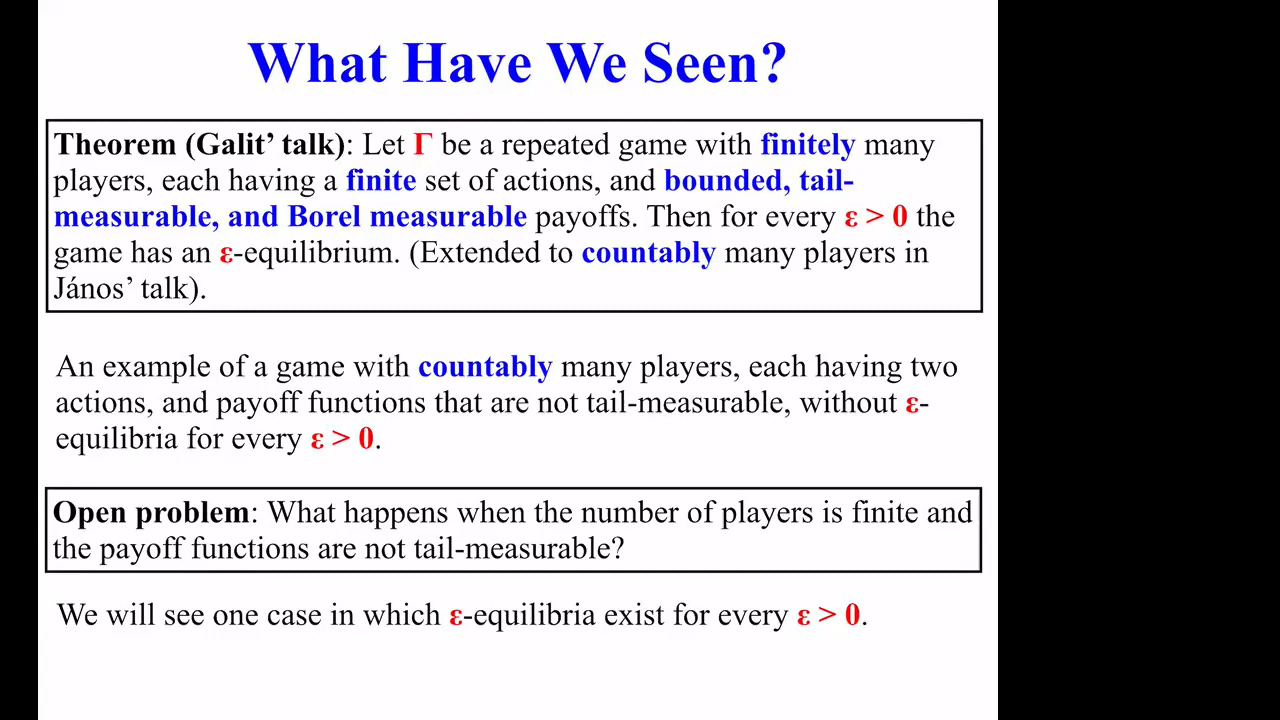 What Have We Seen?
Theorem (Galit’ talk): Let Γ be a repeated game with finitely many
players, each having a finite set of actions, and bounded, tail-
measurable, and Borel measurable payoffs. Then for every ε > 0 the
game has an ε-equilibrium. (Extended to countably many players in
János’ talk).
An example of a game with countably many players, each having two
actions, and payoff functions that are not tail-measurable, without ε-
equilibria for every ε > 0.
Open problem: What happens when the number of players is finite and
the payoff functions are not tail-measurable?
We will see one case in which ε-equilibria exist for every ε > 0.